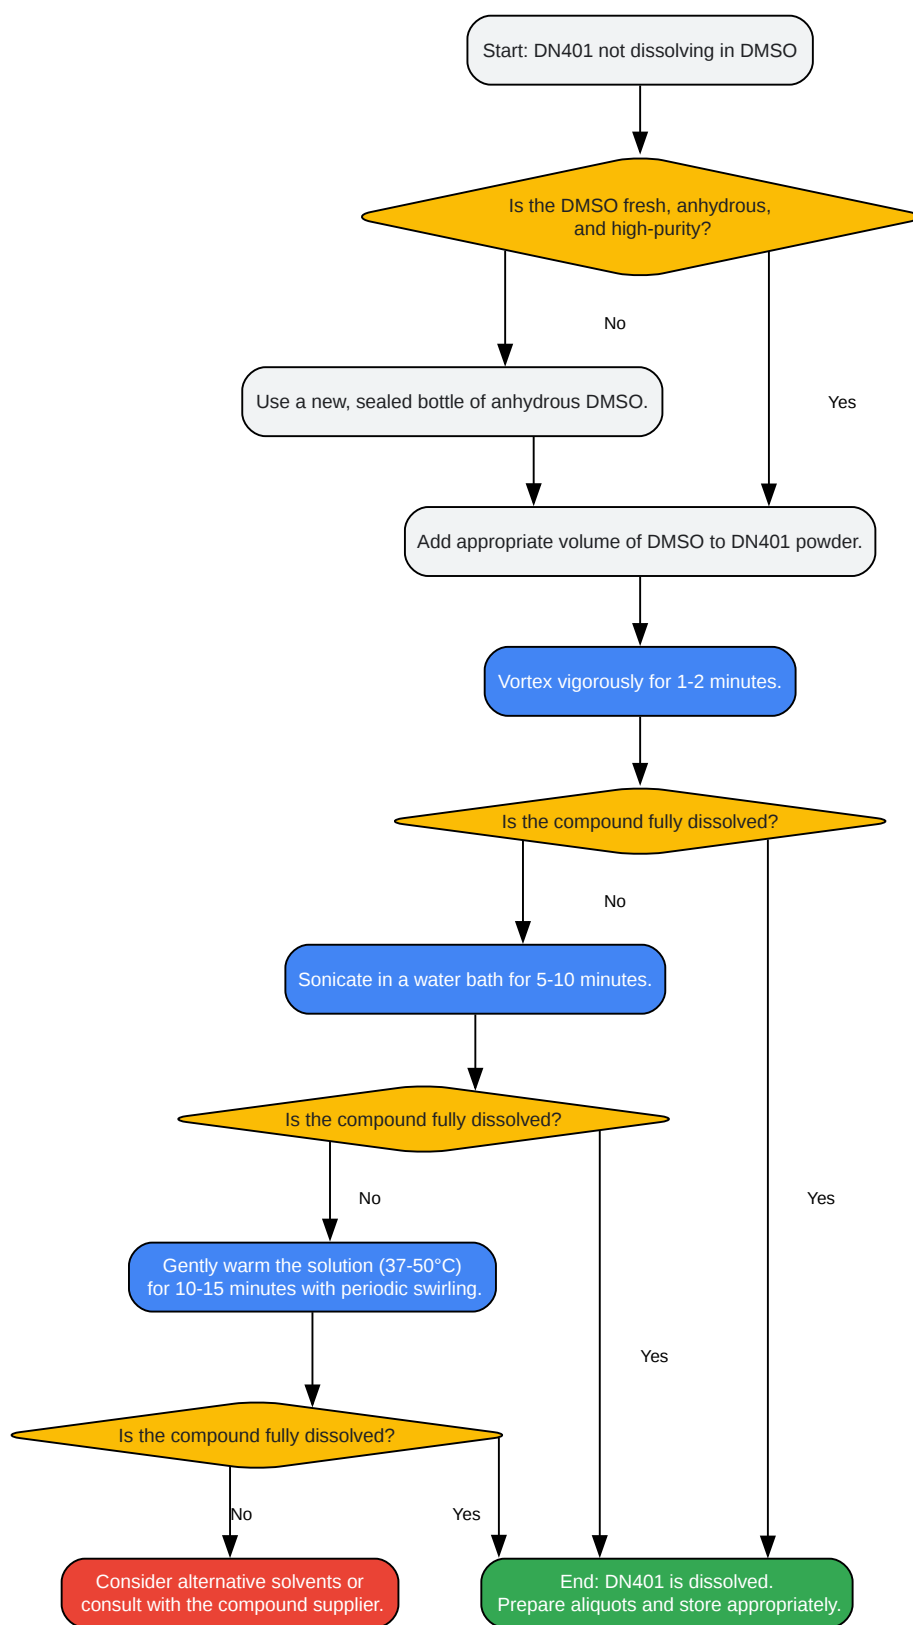 Start: DN401 not dissolving in DMSO
Is the DMSO fresh, anhydrous,
and high-purity?
No
Use a new, sealed bottle of anhydrous DMSO.
Yes
Add appropriate volume of DMSO to DN401 powder.
Vortex vigorously for 1-2 minutes.
Is the compound fully dissolved?
No
Sonicate in a water bath for 5-10 minutes.
Is the compound fully dissolved?
No
Yes
Gently warm the solution (37-50°C)
for 10-15 minutes with periodic swirling.
Yes
Is the compound fully dissolved?
No
Yes
Consider alternative solvents or
consult with the compound supplier.
End: DN401 is dissolved.
Prepare aliquots and store appropriately.